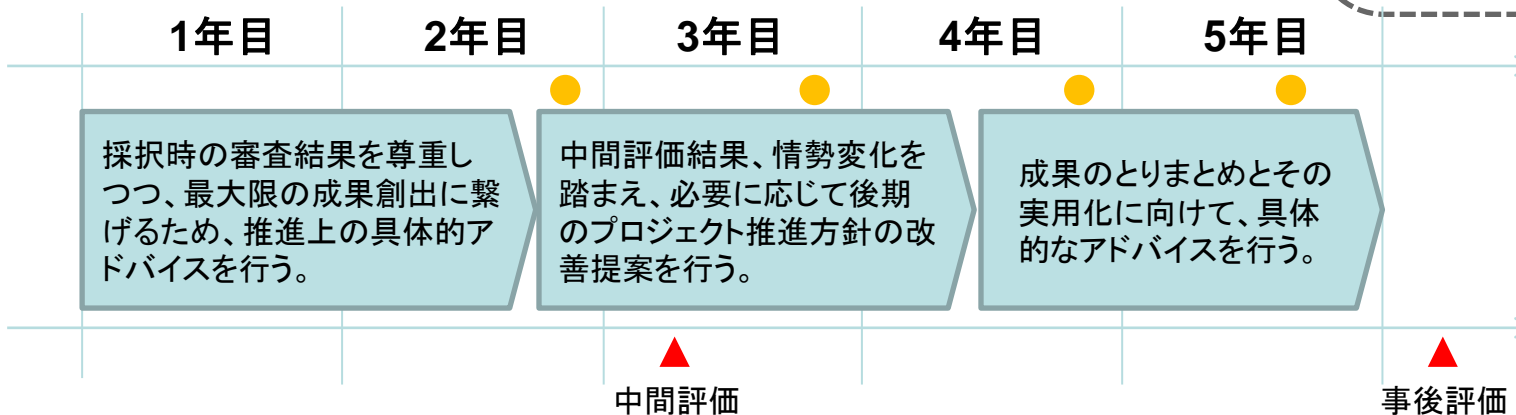 1年目 2年目 3年目 4年目 5年目
採択時の審査結果を尊重し
つつ、最大限の成果創出に繋
げるため、推進上の具体的ア
ドバイスを行う。
中間評価結果、情勢変化を
踏まえ、必要に応じて後期
のプロジェクト推進方針の改
善提案を行う。
成果のとりまとめとその
実用化に向けて、具体
的なアドバイスを行う。
中間評価
事後評価